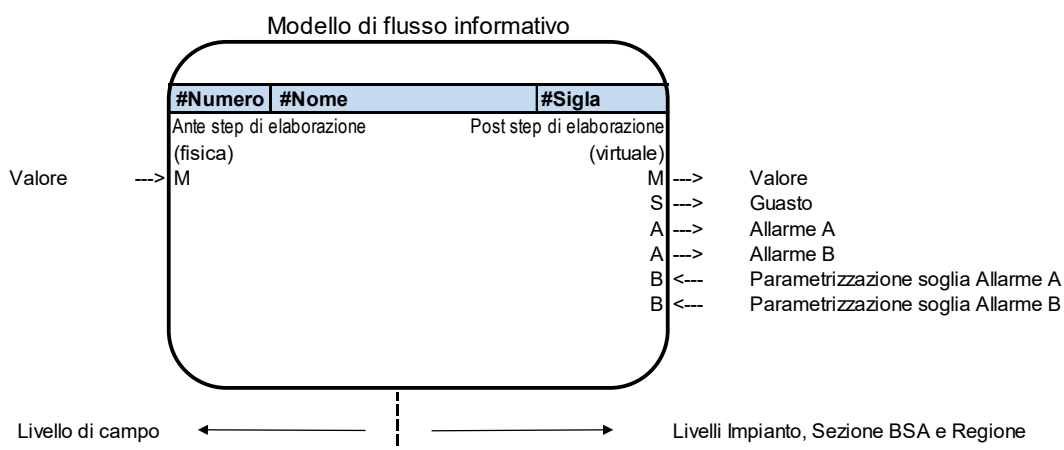 Modello di flusso informativo
#Numero #Nome #Sigla
Ante step di elaborazione Post step di elaborazione
(fisica) (virtuale)
Valore ---> M M ---> Valore
S ---> Guasto
A ---> Allarme A
A ---> Allarme B
B <--- Parametrizzazione soglia Allarme A
B <--- Parametrizzazione soglia Allarme B
Livello di campo Livelli Impianto, Sezione BSA e Regione